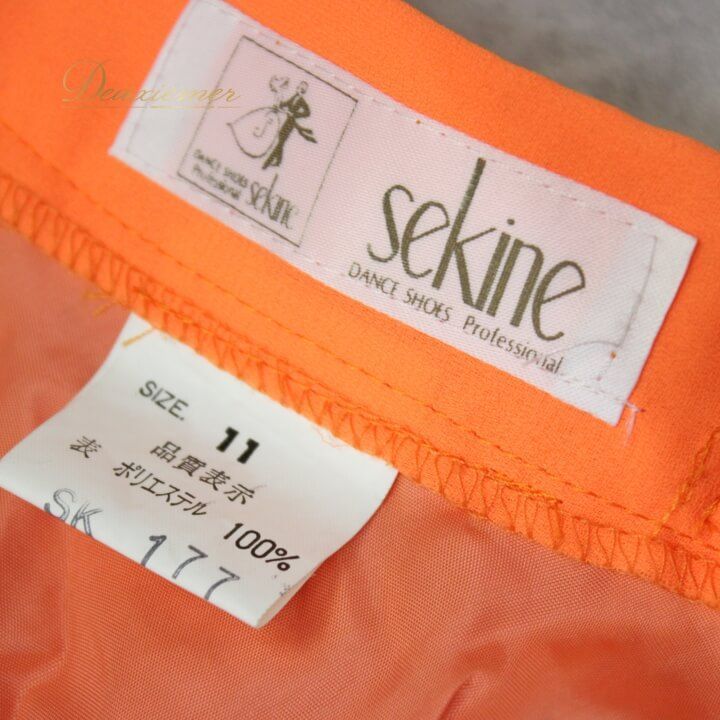 Deuxiemer
DANCE SHOES
Professional
sekine
sekine
DANCE SHOES Professional
SIZE. 11
品質表示
表 ポリエステル 100%
SK 177